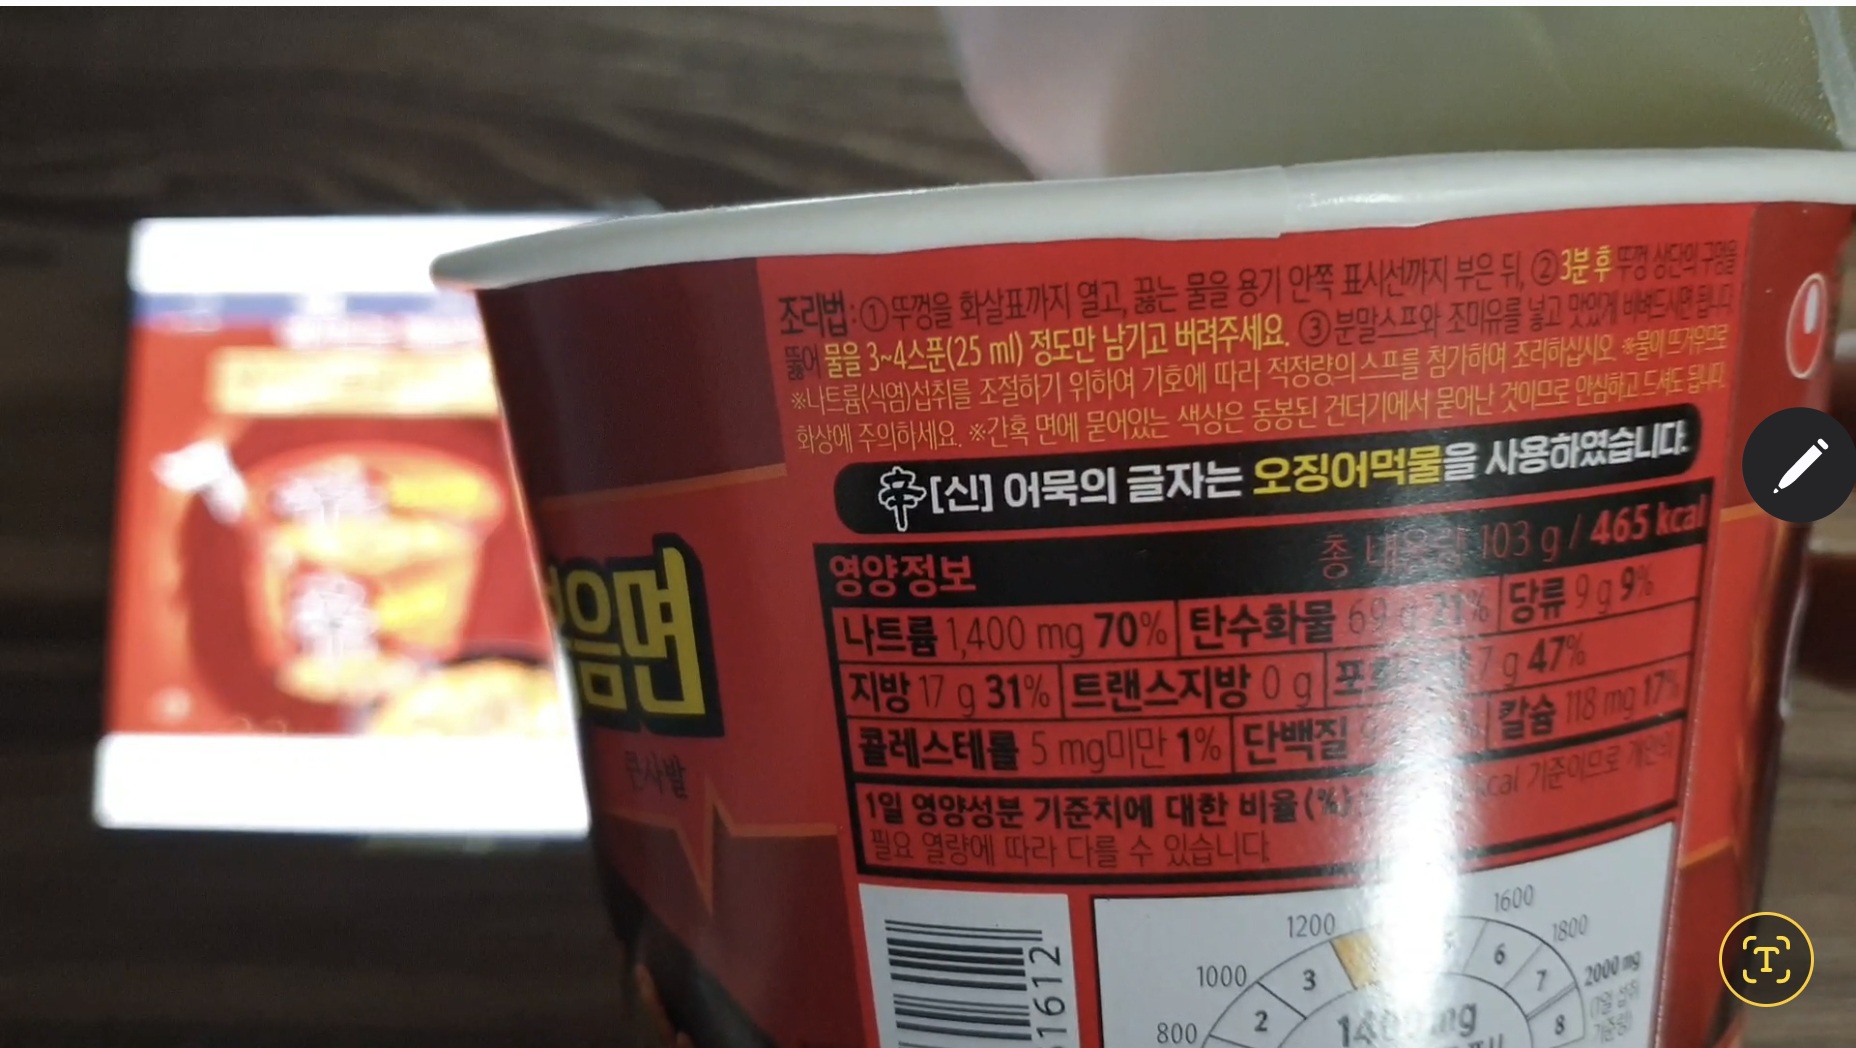 조리법 : ①뚜껑을 화살표까지 열고, 끓는 물을 용기 안쪽 표시선까지 부은 뒤, ②3분 후 뚜껑 상단의 구멍을
뚫어 물을 3~4스푼(25 ml) 정도만 남기고 버려주세요. ③분말스프와 조미유를 넣고 맛있게 비벼드시면 됩니다
※나트륨(식염)섭취를 조절하기 위하여 기호에 따라 적정량의 스프를 첨가하여 조리하십시오. ※물이 뜨거우므로
화상에 주의하세요. ※간혹 면에 묻어있는 색상은 동봉된 건더기에서 묻어난 것이므로 안심하고 드셔도 됩니다.
辛[신] 어묵의 글자는 오징어먹물을 사용하였습니다.
영양정보 총 내용량 103 g / 465 kcal
나트륨 1,400 mg 70% 탄수화물 69 g 21% 당류 9 g 9%
지방 17 g 31% 트랜스지방 0 g 7 g 47%
콜레스테롤 5 mg미만 1% 단백질 칼슘 118 mg 17%
1일 영양성분 기준치에 대한 비율(%) kcal 기준이므로 개인의
필요 열량에 따라 다를 수 있습니다.
음면
큰사발
1200
1600
1000
1800
800
2000 mg
2
3
6
7
8
1400mg
1612